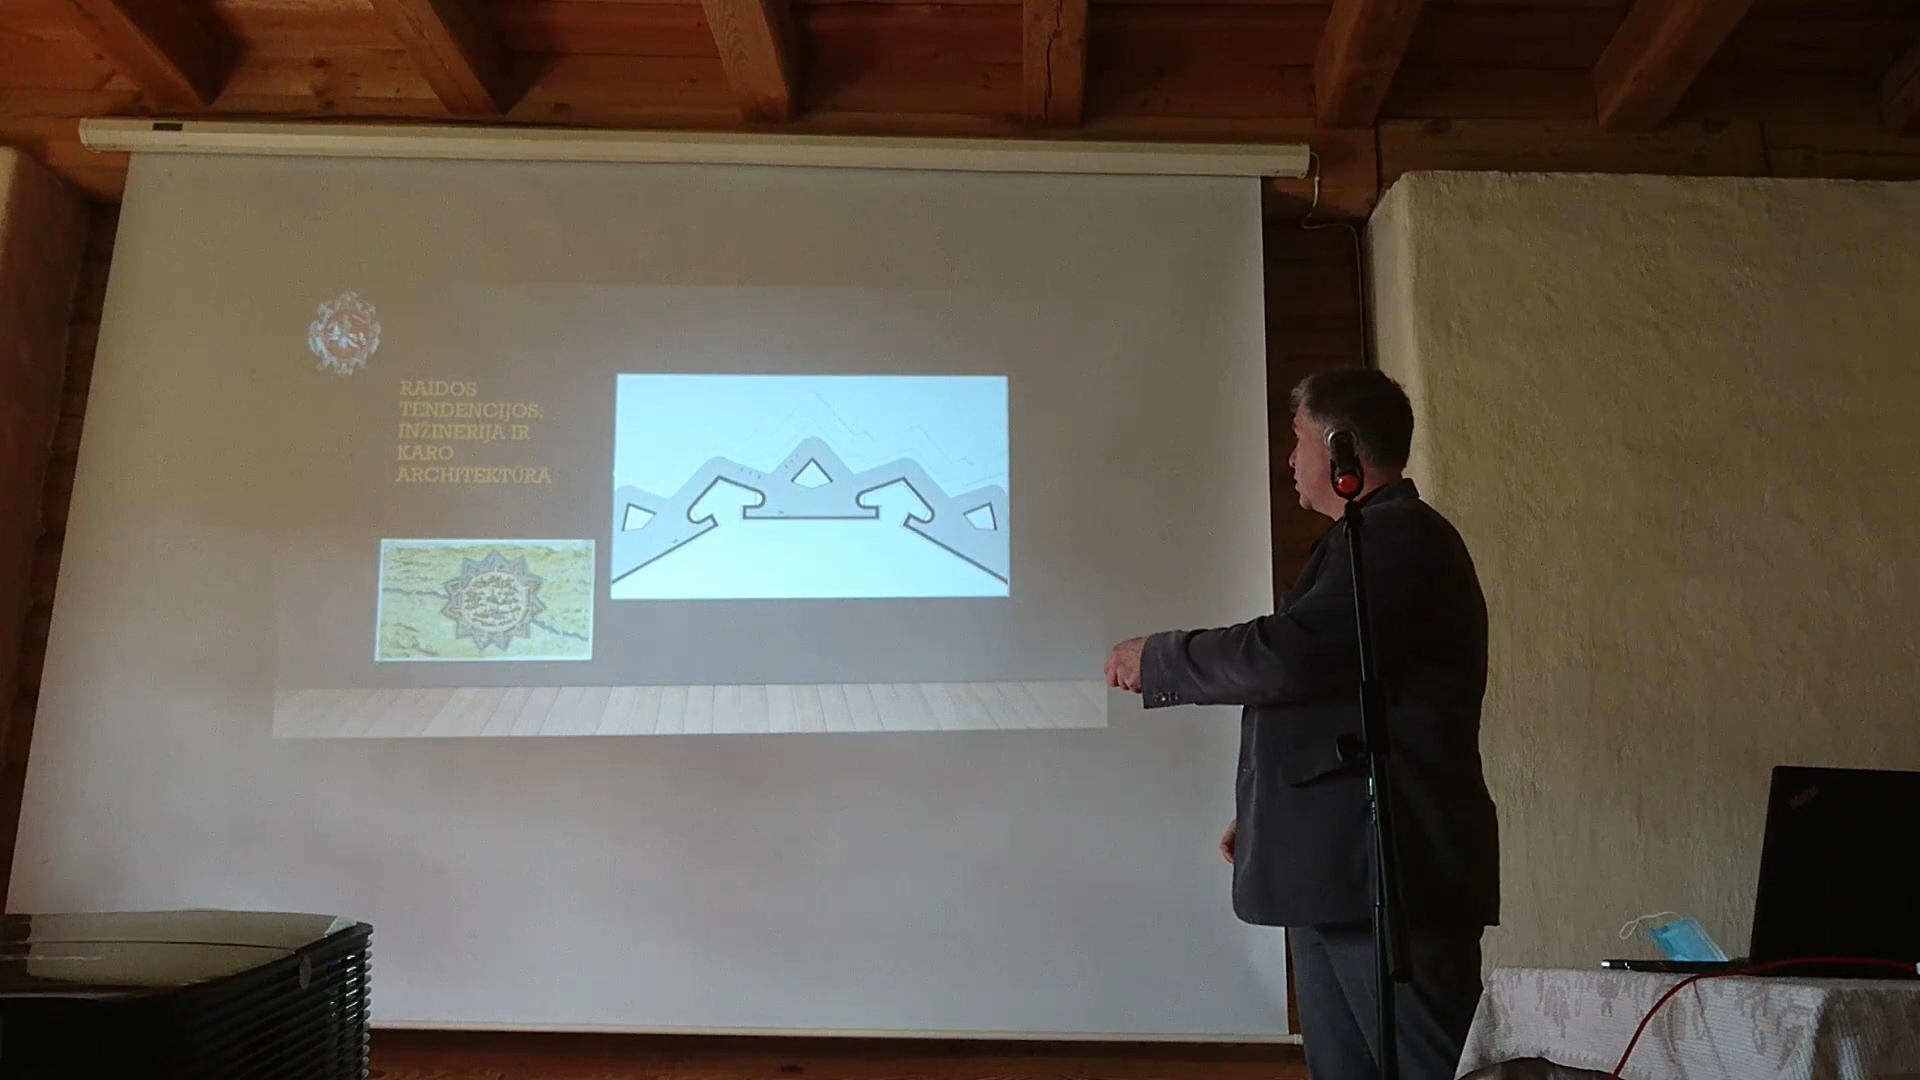 RAIDOS
TENDENCIJOS:
INŽINERIJA IR
KARO
ARCHITEKTŪRA